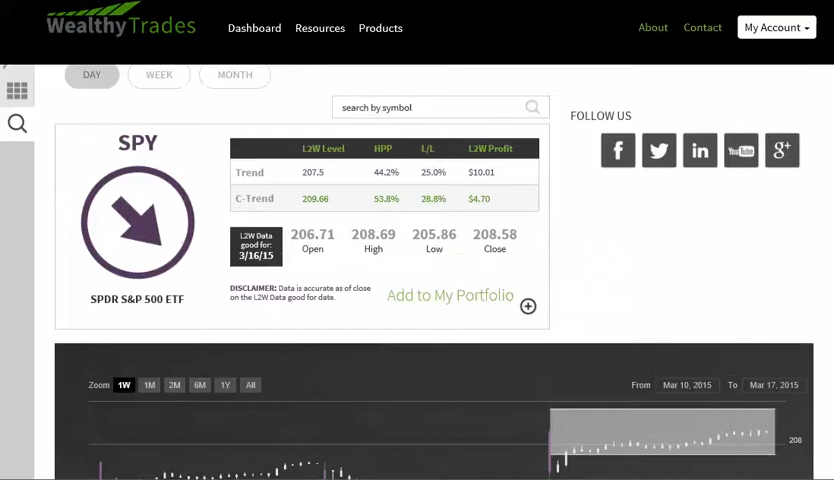 WealthyTrades
Dashboard Resources Products
About Contact My Account
DAY WEEK MONTH
search by symbol
FOLLOW US
SPY
L2W Level HPP L/L L2W Profit
Trend 207.5 44.2% 25.0% $10.01
C-Trend 209.66 53.8% 28.8% $4.70
L2W Data
good for:
3/16/15
206.71 208.69 205.86 208.58
Open High Low Close
SPDR S&P 500 ETF
DISCLAIMER: Data is accurate as of close
on the L2W Data good for date.
Add to My Portfolio
f in You Tube g+
Zoom 1W 1M 2M 6M 1Y All
From Mar 10, 2015 To Mar 17, 2015
208